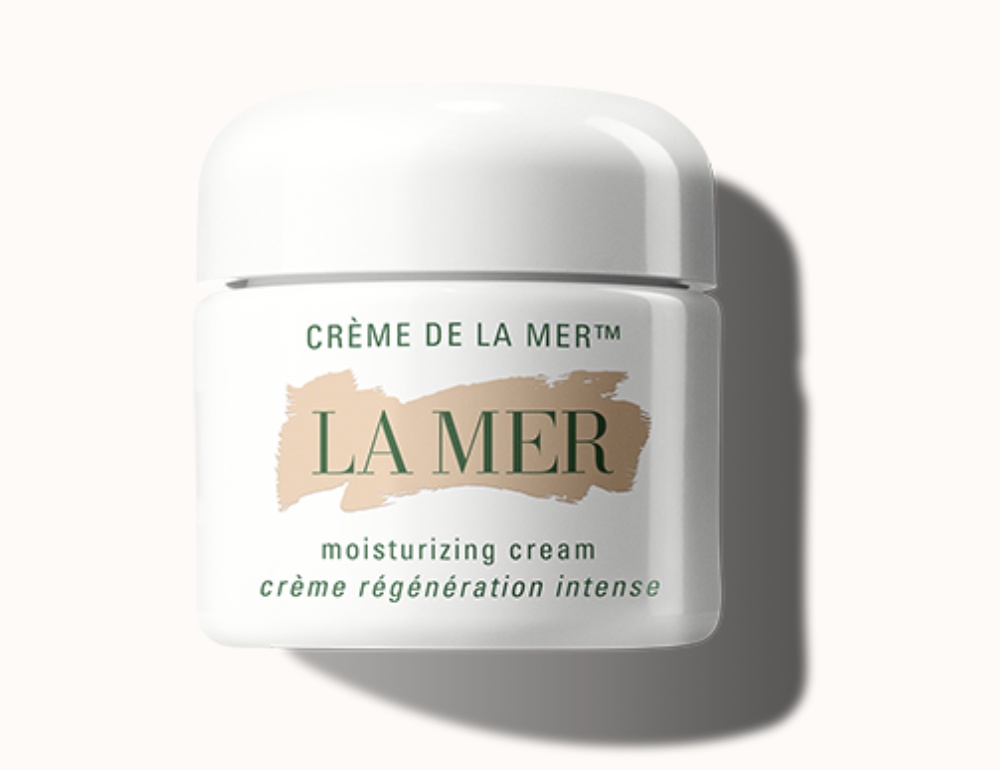 CRÈME DE LA MER™
LA MER
moisturizing cream
crème régénération intense